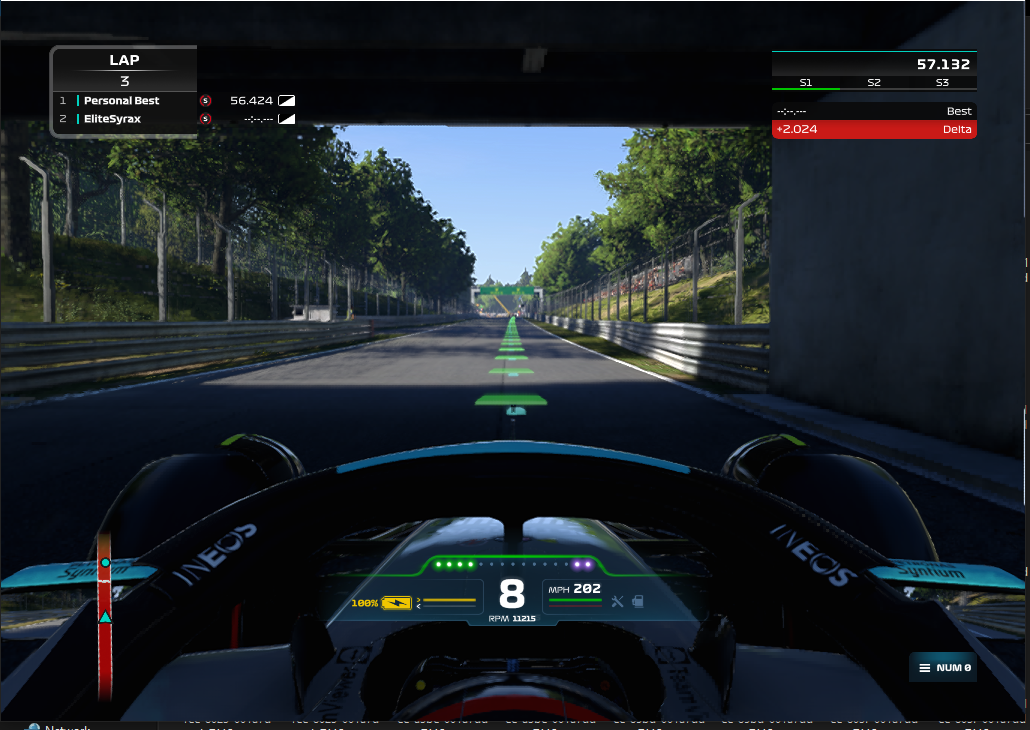 LAP
3
1 Personal Best S 56.424
2 EliteSyrax S --:--.---
57.132
S1 S2 S3
--:--.--- Best
+2.024 Delta
INEOS
INEOS
Syntium
Syntium
100%
8
MPH 202
RPM 11215
NUM 0
Network